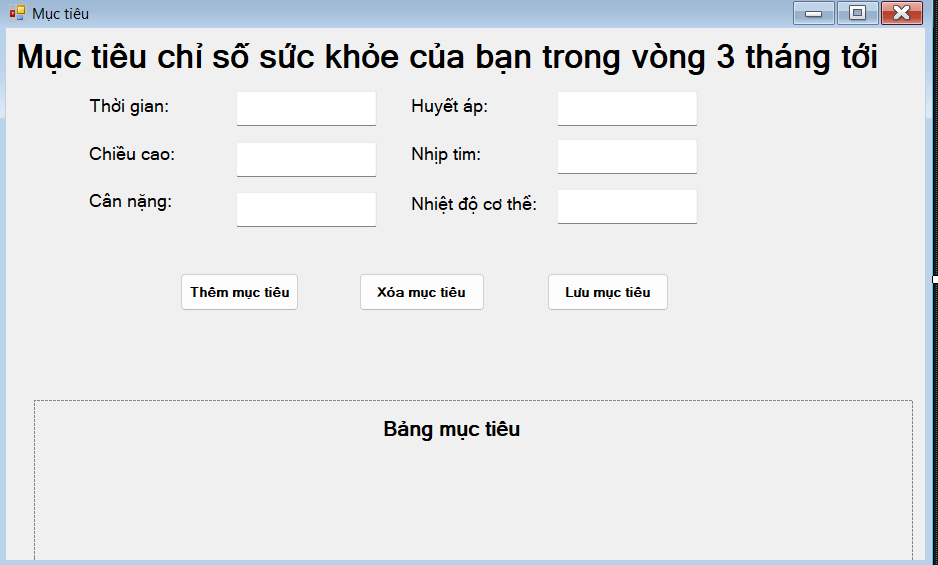 Mục tiêu
Mục tiêu chỉ số sức khỏe của bạn trong vòng 3 tháng tới
Thời gian: Huyết áp:
Chiều cao: Nhịp tim:
Cân nặng: Nhiệt độ cơ thể:
Thêm mục tiêu Xóa mục tiêu Lưu mục tiêu
Bảng mục tiêu